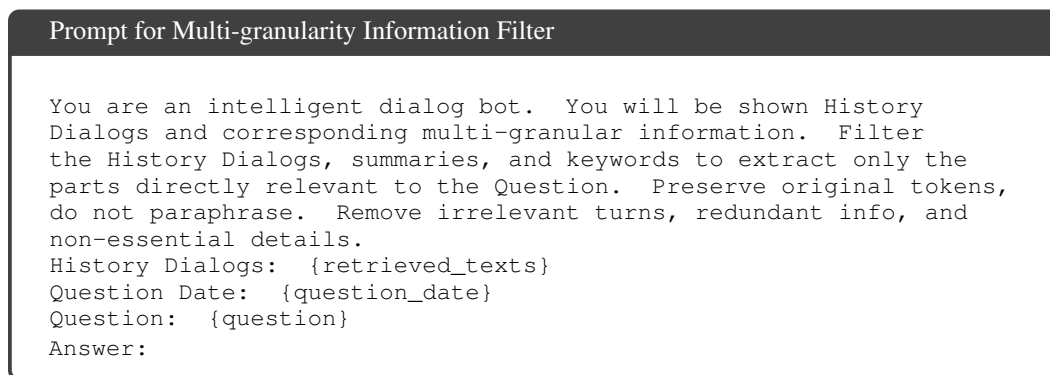 Prompt for Multi-granularity Information Filter
You are an intelligent dialog bot. You will be shown History
Dialogs and corresponding multi-granular information. Filter
the History Dialogs, summaries, and keywords to extract only the
parts directly relevant to the Question. Preserve original tokens,
do not paraphrase. Remove irrelevant turns, redundant info, and
non-essential details.
History Dialogs: {retrieved_texts}
Question Date: {question_date}
Question: {question}
Answer: